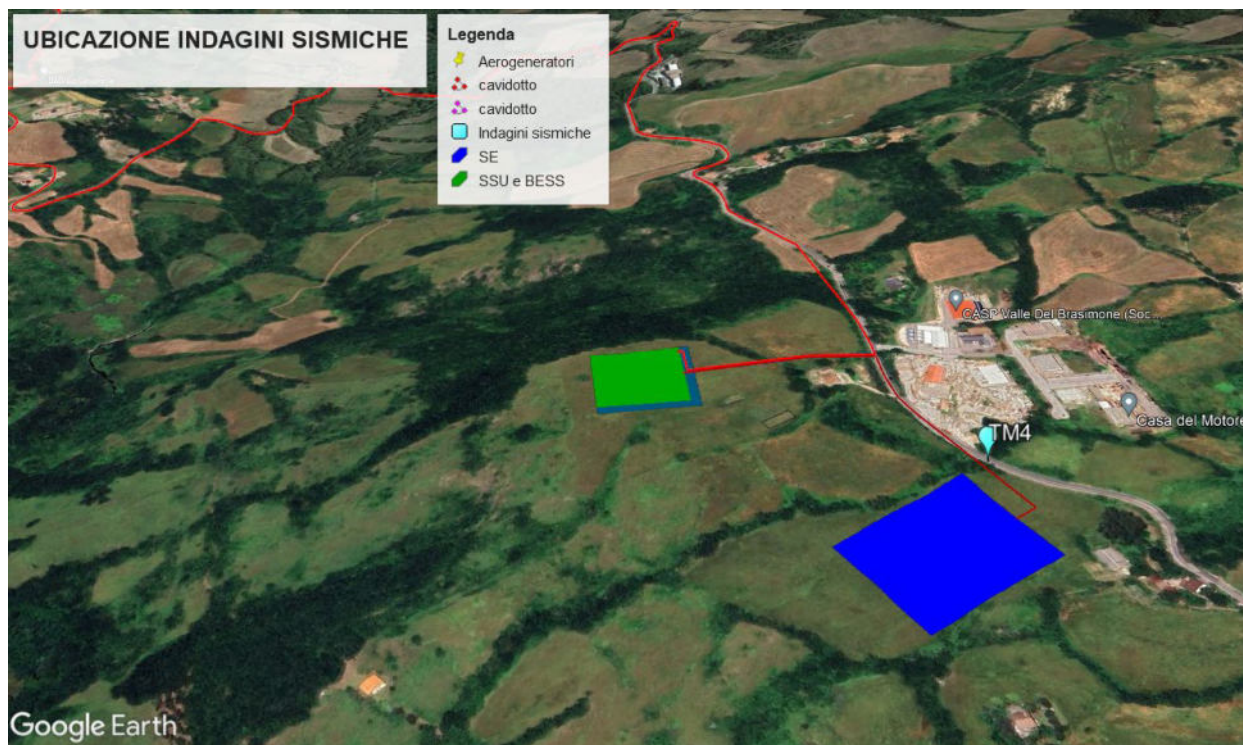 UBICAZIONE INDAGINI SISMICHE
Legenda
Aerogeneratori
cavidotto
cavidotto
Indagini sismiche
SE
SSU e BESS
CASP Valle Del Brasimone (Soc...
Casa del Motore
TM4
Google Earth